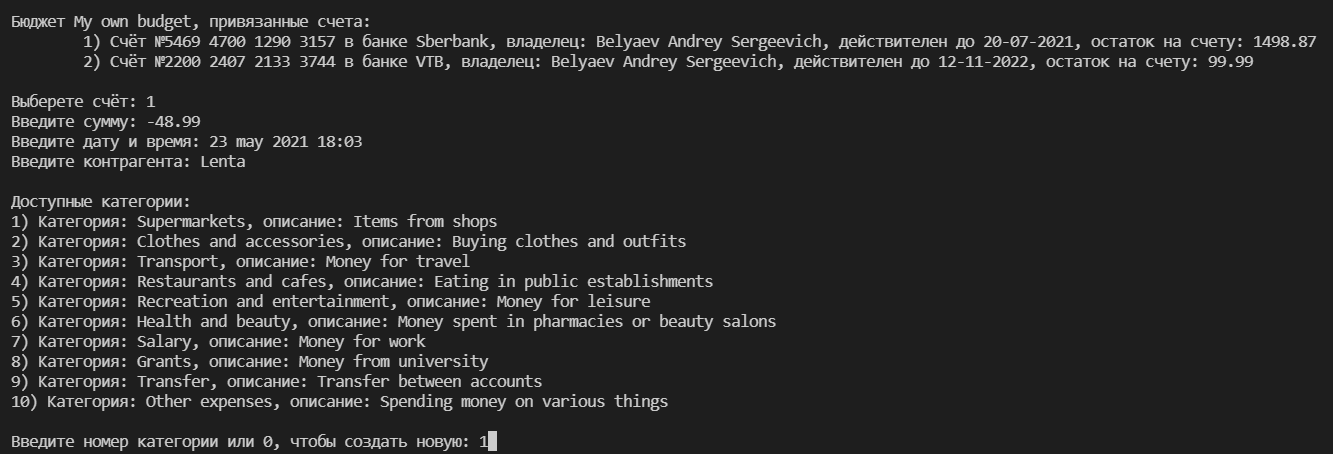 Бюджет My own budget, привязанные счета:
1) Счёт №5469 4700 1290 3157 в банке Sberbank, владелец: Belyaev Andrey Sergeevich, действителен до 20-07-2021, остаток на счету: 1498.87
2) Счёт №2200 2407 2133 3744 в банке VTB, владелец: Belyaev Andrey Sergeevich, действителен до 12-11-2022, остаток на счету: 99.99
Выберете счёт: 1
Введите сумму: -48.99
Введите дату и время: 23 may 2021 18:03
Введите контрагента: Lenta
Доступные категории:
1) Категория: Supermarkets, описание: Items from shops
2) Категория: Clothes and accessories, описание: Buying clothes and outfits
3) Категория: Transport, описание: Money for travel
4) Категория: Restaurants and cafes, описание: Eating in public establishments
5) Категория: Recreation and entertainment, описание: Money for leisure
6) Категория: Health and beauty, описание: Money spent in pharmacies or beauty salons
7) Категория: Salary, описание: Money for work
8) Категория: Grants, описание: Money from university
9) Категория: Transfer, описание: Transfer between accounts
10) Категория: Other expenses, описание: Spending money on various things
Введите номер категории или 0, чтобы создать новую: 1